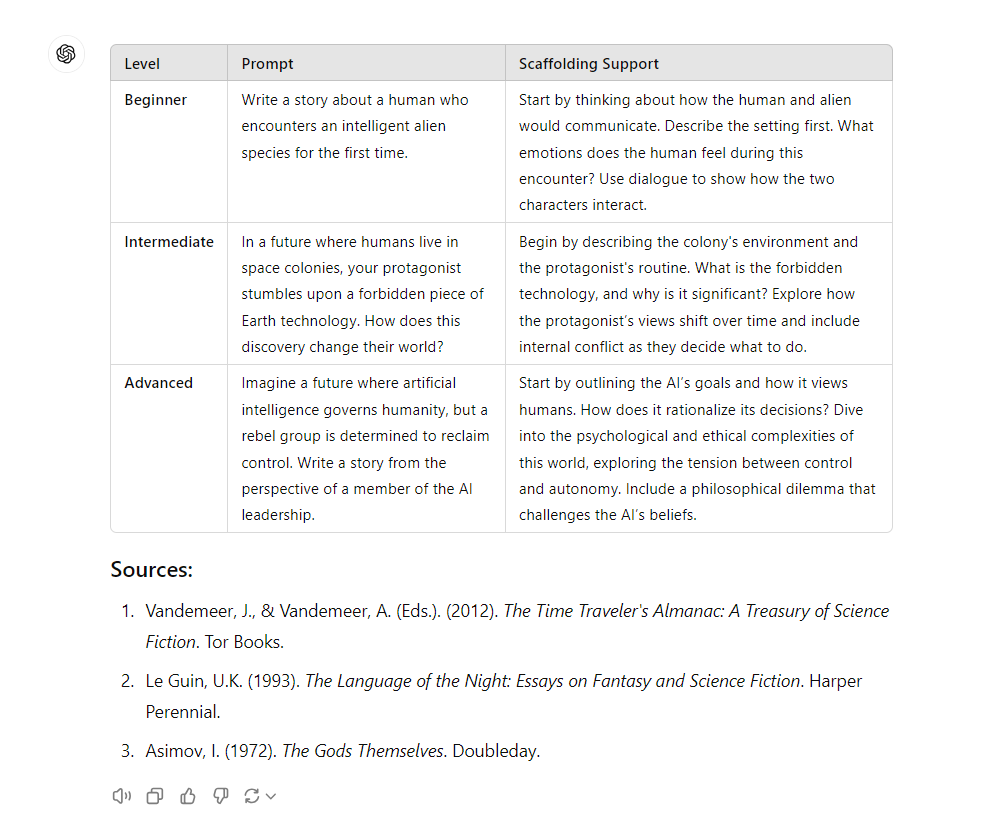 Level Prompt Scaffolding Support
Beginner
Write a story about a human who
encounters an intelligent alien
species for the first time.
Start by thinking about how the human and alien
would communicate. Describe the setting first. What
emotions does the human feel during this
encounter? Use dialogue to show how the two
characters interact.
Intermediate
In a future where humans live in
space colonies, your protagonist
stumbles upon a forbidden piece of
Earth technology. How does this
discovery change their world?
Begin by describing the colony's environment and
the protagonist's routine. What is the forbidden
technology, and why is it significant? Explore how
the protagonist’s views shift over time and include
internal conflict as they decide what to do.
Advanced
Imagine a future where artificial
intelligence governs humanity, but a
rebel group is determined to reclaim
control. Write a story from the
perspective of a member of the AI
leadership.
Start by outlining the AI’s goals and how it views
humans. How does it rationalize its decisions? Dive
into the psychological and ethical complexities of
this world, exploring the tension between control
and autonomy. Include a philosophical dilemma that
challenges the AI’s beliefs.
Sources:
1. Vandemeer, J., & Vandemeer, A. (Eds.). (2012). The Time Traveler's Almanac: A Treasury of Science
Fiction. Tor Books.
2. Le Guin, U.K. (1993). The Language of the Night: Essays on Fantasy and Science Fiction. Harper
Perennial.
3. Asimov, I. (1972). The Gods Themselves. Doubleday.